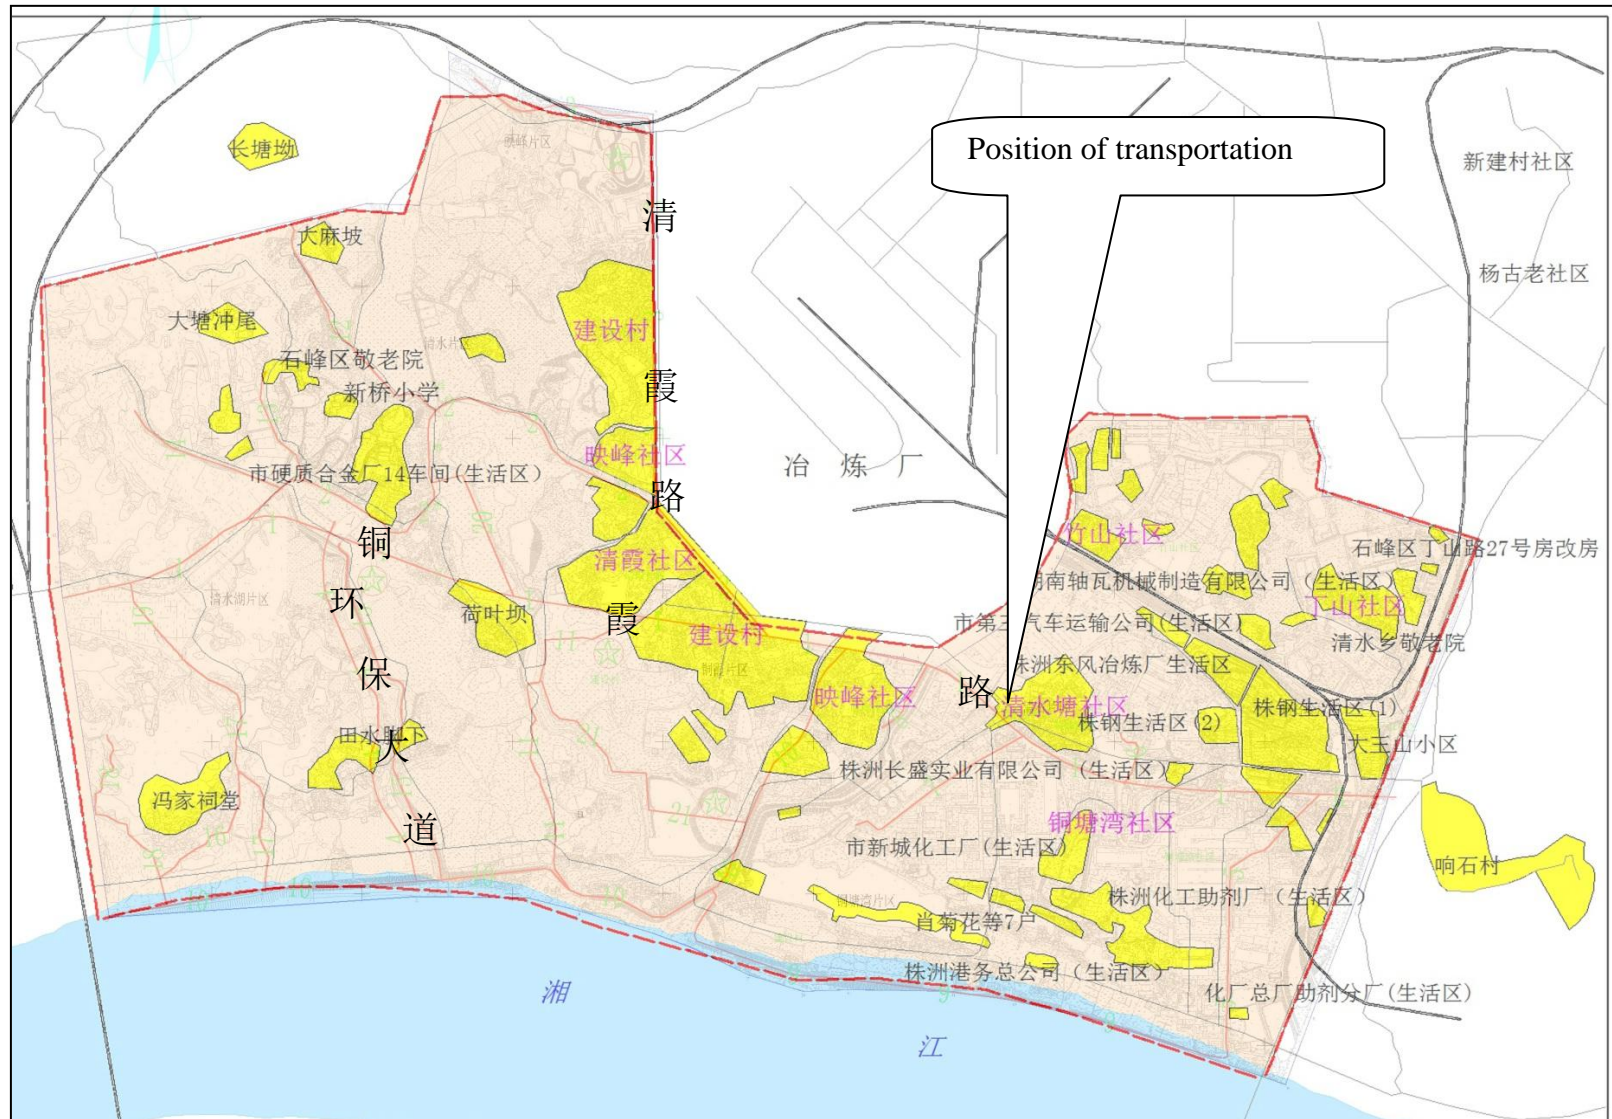 Position of transportation
长塘坳
新建村社区
清
大麻坡
杨古老社区
大塘冲尾
建设村
清水片区
石峰区敬老院
霞
新桥小学
映峰社区
冶炼厂
市硬质合金厂14车间(生活区)
路
竹山社区
铜
石峰区丁山路27号房改房
清霞社区
湖南轴瓦机械制造有限公司(生活区)
环
清水湖片区
丁山社区
荷叶坝
霞
市第三汽车运输公司(生活区)
建设村
清水乡敬老院
株洲东风冶炼厂生活区
保
路
映峰社区
清水塘社区
株钢生活区(1)
株钢生活区(2)
田水
下
大
大王山小区
株洲长盛实业有限公司(生活区)
冯家祠堂
铜塘湾社区
道
市新城化工厂(生活区)
响石村
株洲化工助剂厂(生活区)
肖菊花等7户
株洲港务总公司(生活区)
湘
化厂总厂助剂分厂(生活区)
江